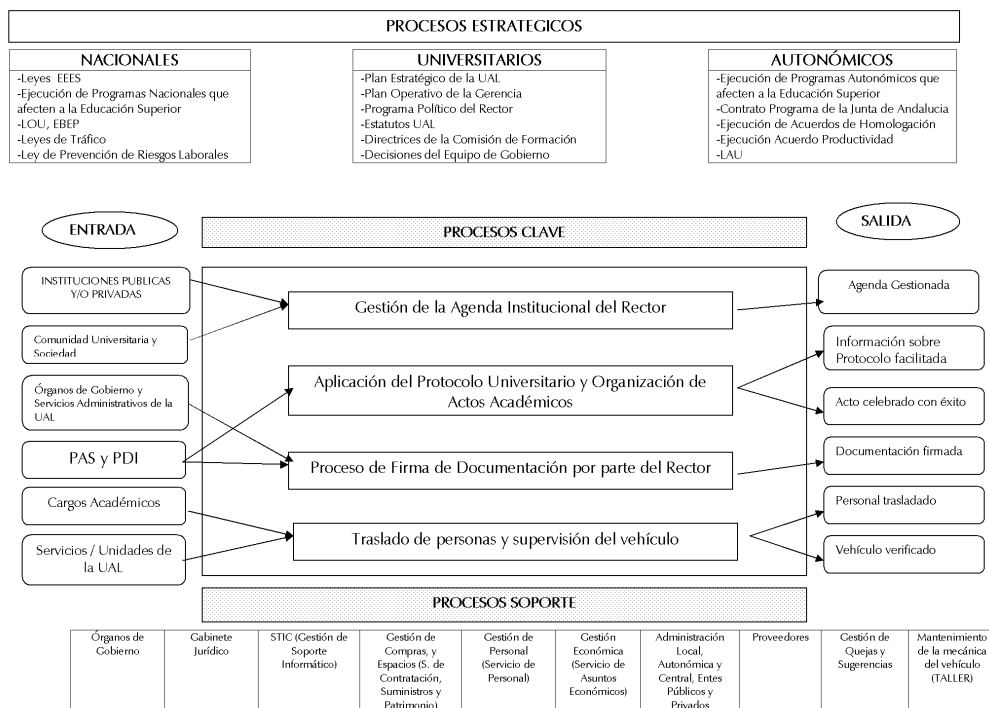 PROCESOS ESTRATEGICOS
NACIONALES
-Leyes EEES
-Ejecución de Programas Nacionales que
afecten a la Educación Superior
-LOU, EBEP
-Leyes de Tráfico
-Ley de Prevención de Riesgos Laborales
UNIVERSITARIOS
-Plan Estratégico de la UAL
-Plan Operativo de la Gerencia
-Programa Político del Rector
-Estatutos UAL
-Directrices de la Comisión de Formación
-Decisiones del Equipo de Gobierno
AUTONÓMICOS
-Ejecución de Programas Autonómicos que
afecten a la Educación Superior
-Contrato Programa de la Junta de Andalucia
-Ejecución de Acuerdos de Homologación
-Ejecución Acuerdo Productividad
-LAU
ENTRADA
PROCESOS CLAVE
SALIDA
INSTITUCIONES PUBLICAS
Y/O PRIVADAS
Comunidad Universitaria y
Sociedad
Órganos de Gobierno y
Servicios Administrativos de la
UAL
PAS y PDI
Cargos Académicos
Servicios / Unidades de
la UAL
Gestión de la Agenda Institucional del Rector
Aplicación del Protocolo Universitario y Organización de
Actos Académicos
Proceso de Firma de Documentación por parte del Rector
Traslado de personas y supervisión del vehículo
Agenda Gestionada
Información sobre
Protocolo facilitada
Acto celebrado con éxito
Documentación firmada
Personal trasladado
Vehículo verificado
PROCESOS SOPORTE
Órganos de
Gobierno
Gabinete
Jurídico
STIC (Gestión de
Soporte
Informático)
Gestión de
Compras, y
Espacios (S. de
Contratación,
Suministros y
Patrimonio)
Gestión de
Personal
(Servicio de
Personal)
Gestión
Económica
(Servicio de
Asuntos
Económicos)
Administración
Local,
Autonómica y
Central, Entes
Públicos y
Privados
Proveedores
Gestión de
Quejas y
Sugerencias
Mantenimiento
de la mecánica
del vehículo
(TALLER)